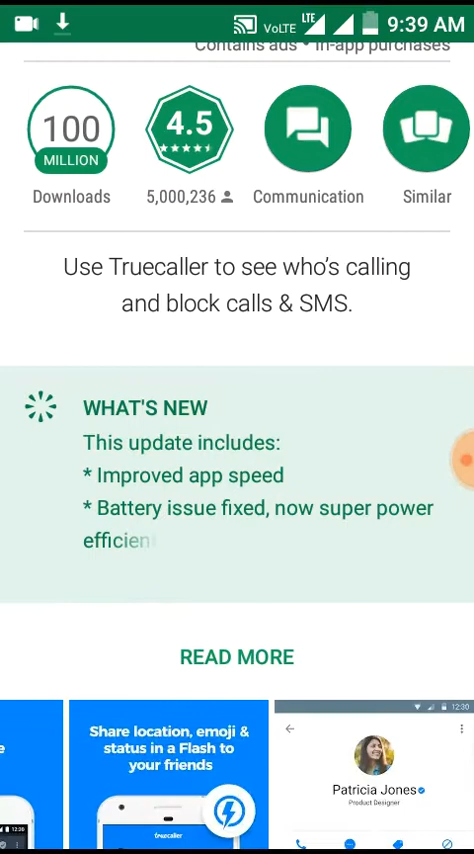 VoLTE LTE 9:39 AM
Contains ads • In-app purchases
100
MILLION
4.5
Downloads
5,000,236
Communication
Similar
Use Truecaller to see who's calling
and block calls & SMS.
WHAT'S NEW
This update includes:
* Improved app speed
* Battery issue fixed, now super power
efficient
READ MORE
Share location, emoji &
status in a Flash to
your friends
truecaller
12:30
12:30
Patricia Jones
Product Designer